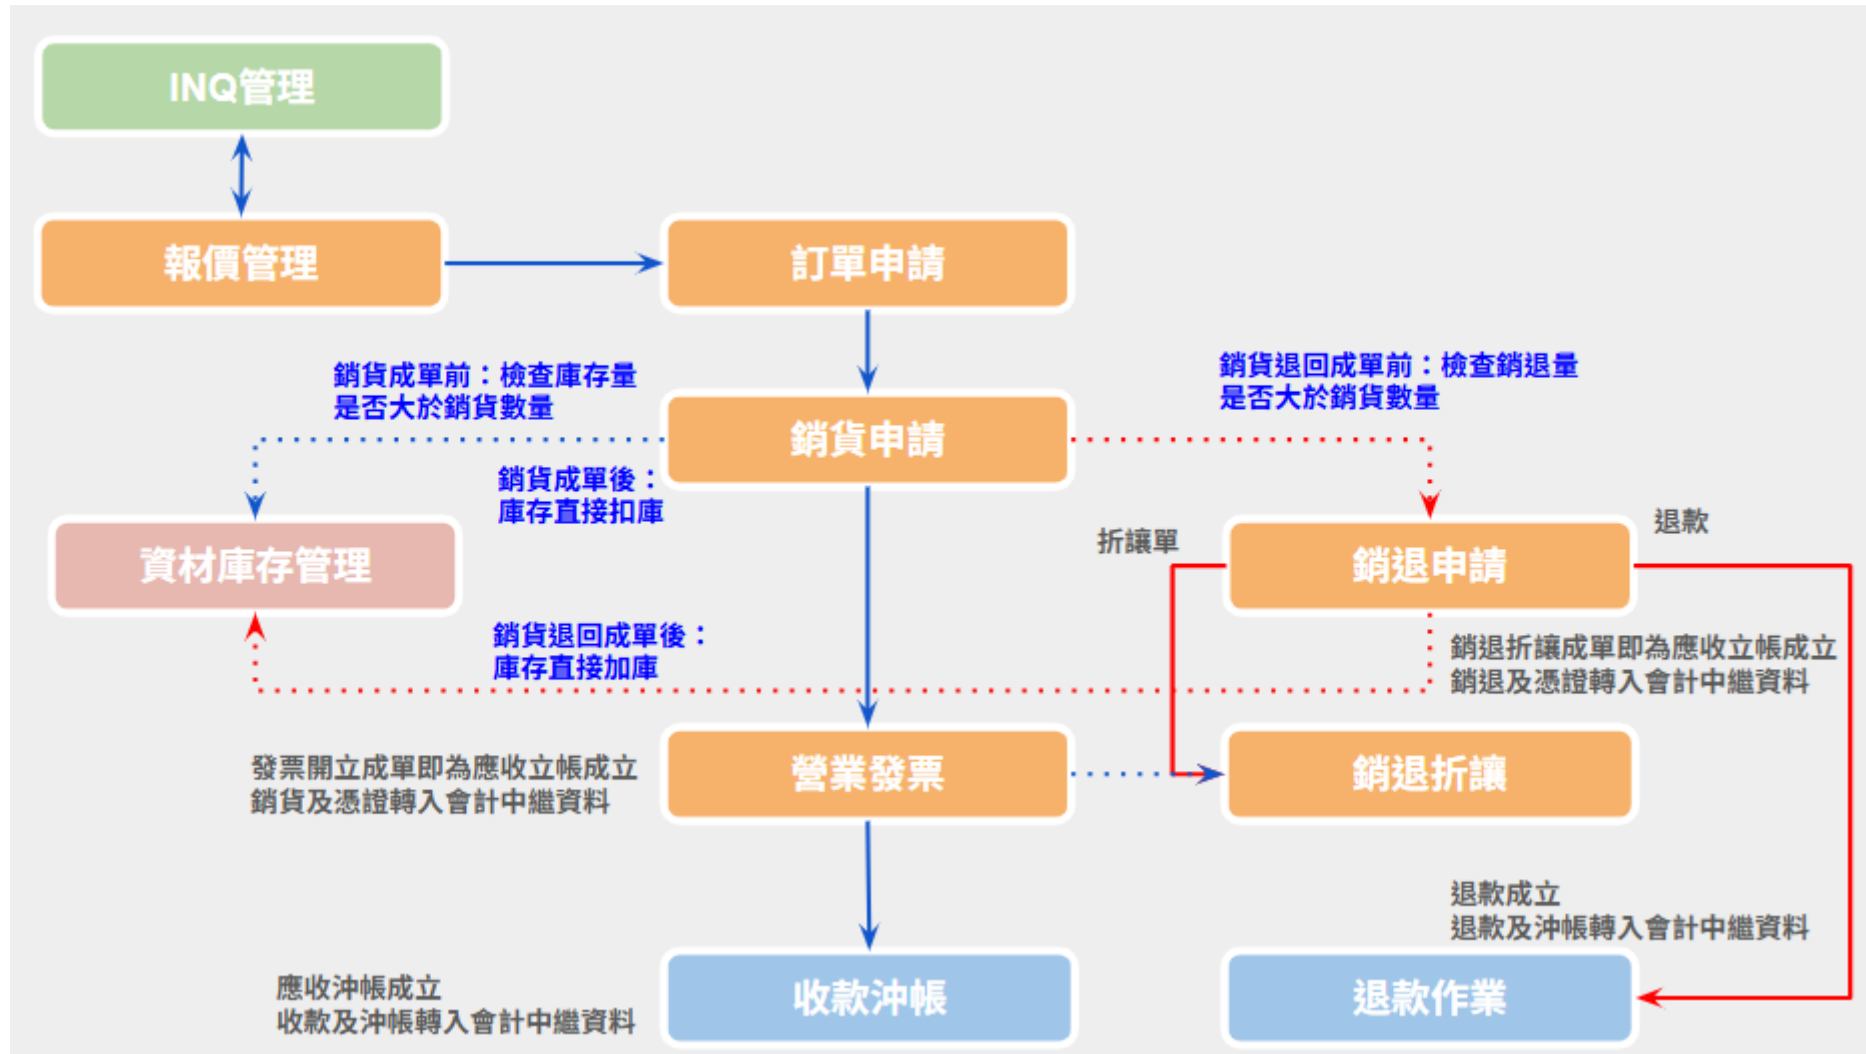 INQ管理
報價管理
訂單申請
銷貨成單前：檢查庫存量
是否大於銷貨數量
銷貨退回成單前：檢查銷退量
是否大於銷貨數量
銷貨申請
銷貨成單後：
庫存直接扣庫
折讓單
退款
資材庫存管理
銷退申請
銷貨退回成單後：
庫存直接加庫
銷退折讓成單即為應收立帳成立
銷退及憑證轉入會計中繼資料
發票開立成單即為應收立帳成立
銷貨及憑證轉入會計中繼資料
營業發票
銷退折讓
退款成立
退款及沖帳轉入會計中繼資料
應收沖帳成立
收款及沖帳轉入會計中繼資料
收款沖帳
退款作業